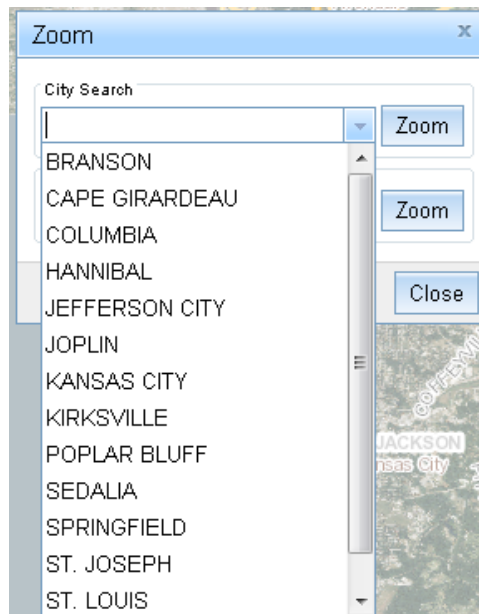 Zoom
x
City Search
Zoom
BRANSON
CAPE GIRARDEAU
COLUMBIA
Zoom
HANNIBAL
Close
JEFFERSON CITY
JOPLIN
KANSAS CITY
KIRKSVILLE
POPLAR BLUFF
JACKSON
nsas City
SEDALIA
SPRINGFIELD
ST. JOSEPH
ST. LOUIS